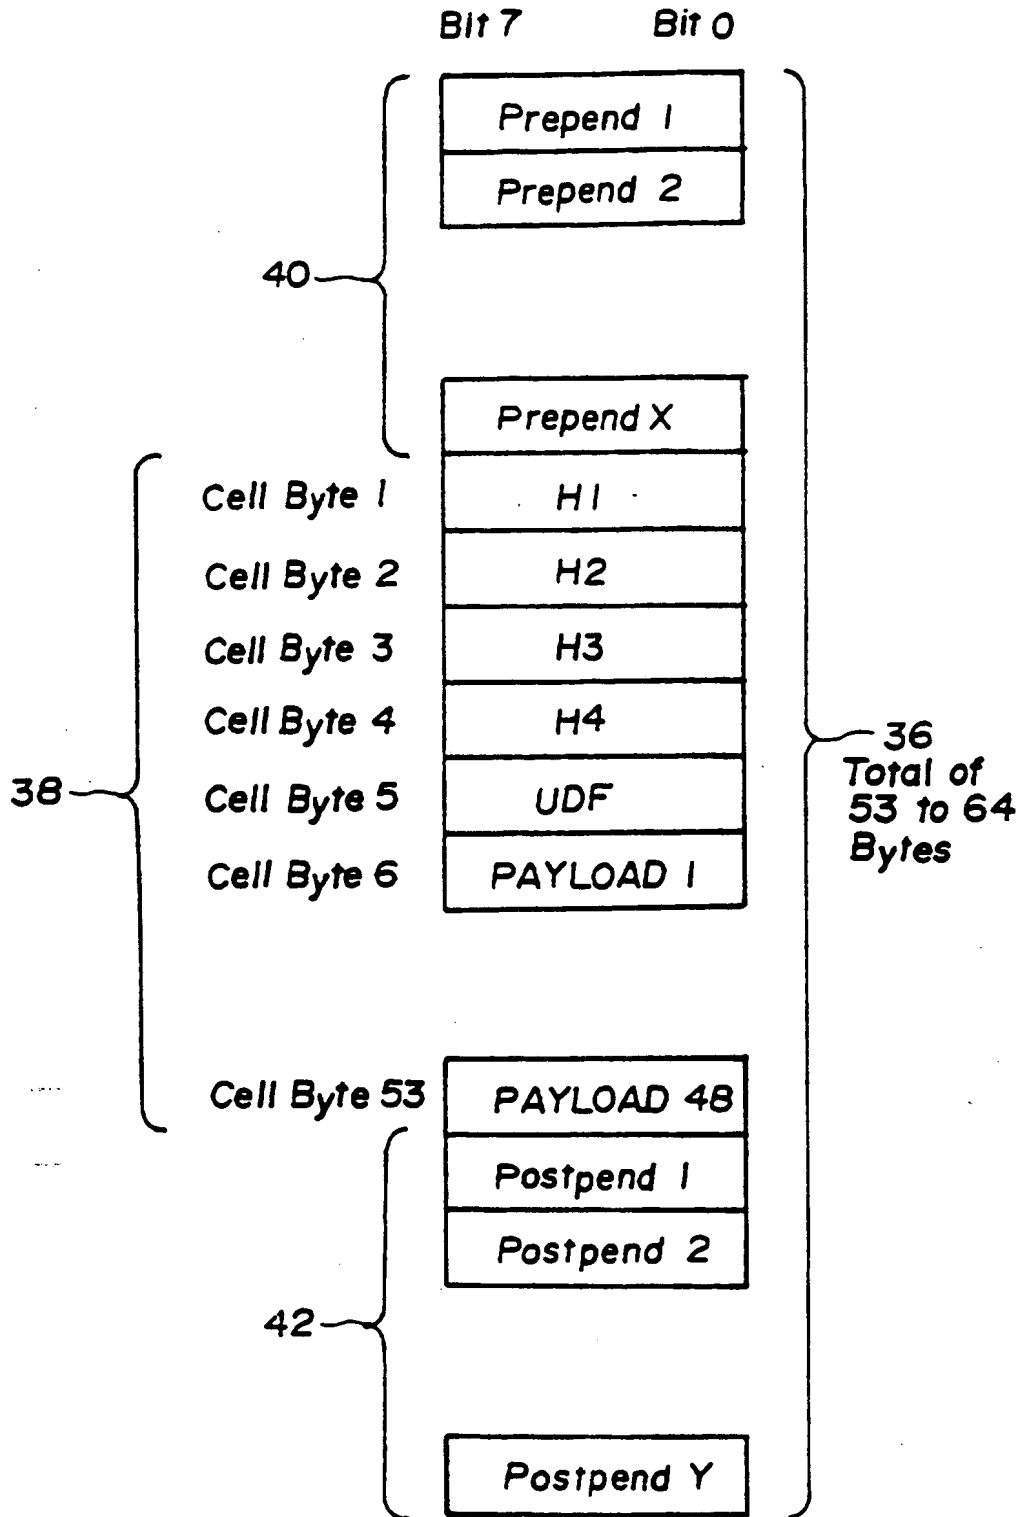 Bit 7 Bit 0
Prepend 1
Prepend 2
40
Prepend X
Cell Byte 1 H1
Cell Byte 2 H2
Cell Byte 3 H3
Cell Byte 4 H4
36
Total of
53 to 64
Bytes
38
Cell Byte 5 UDF
Cell Byte 6 PAYLOAD 1
Cell Byte 53 PAYLOAD 48
Postpend 1
Postpend 2
42
Postpend Y